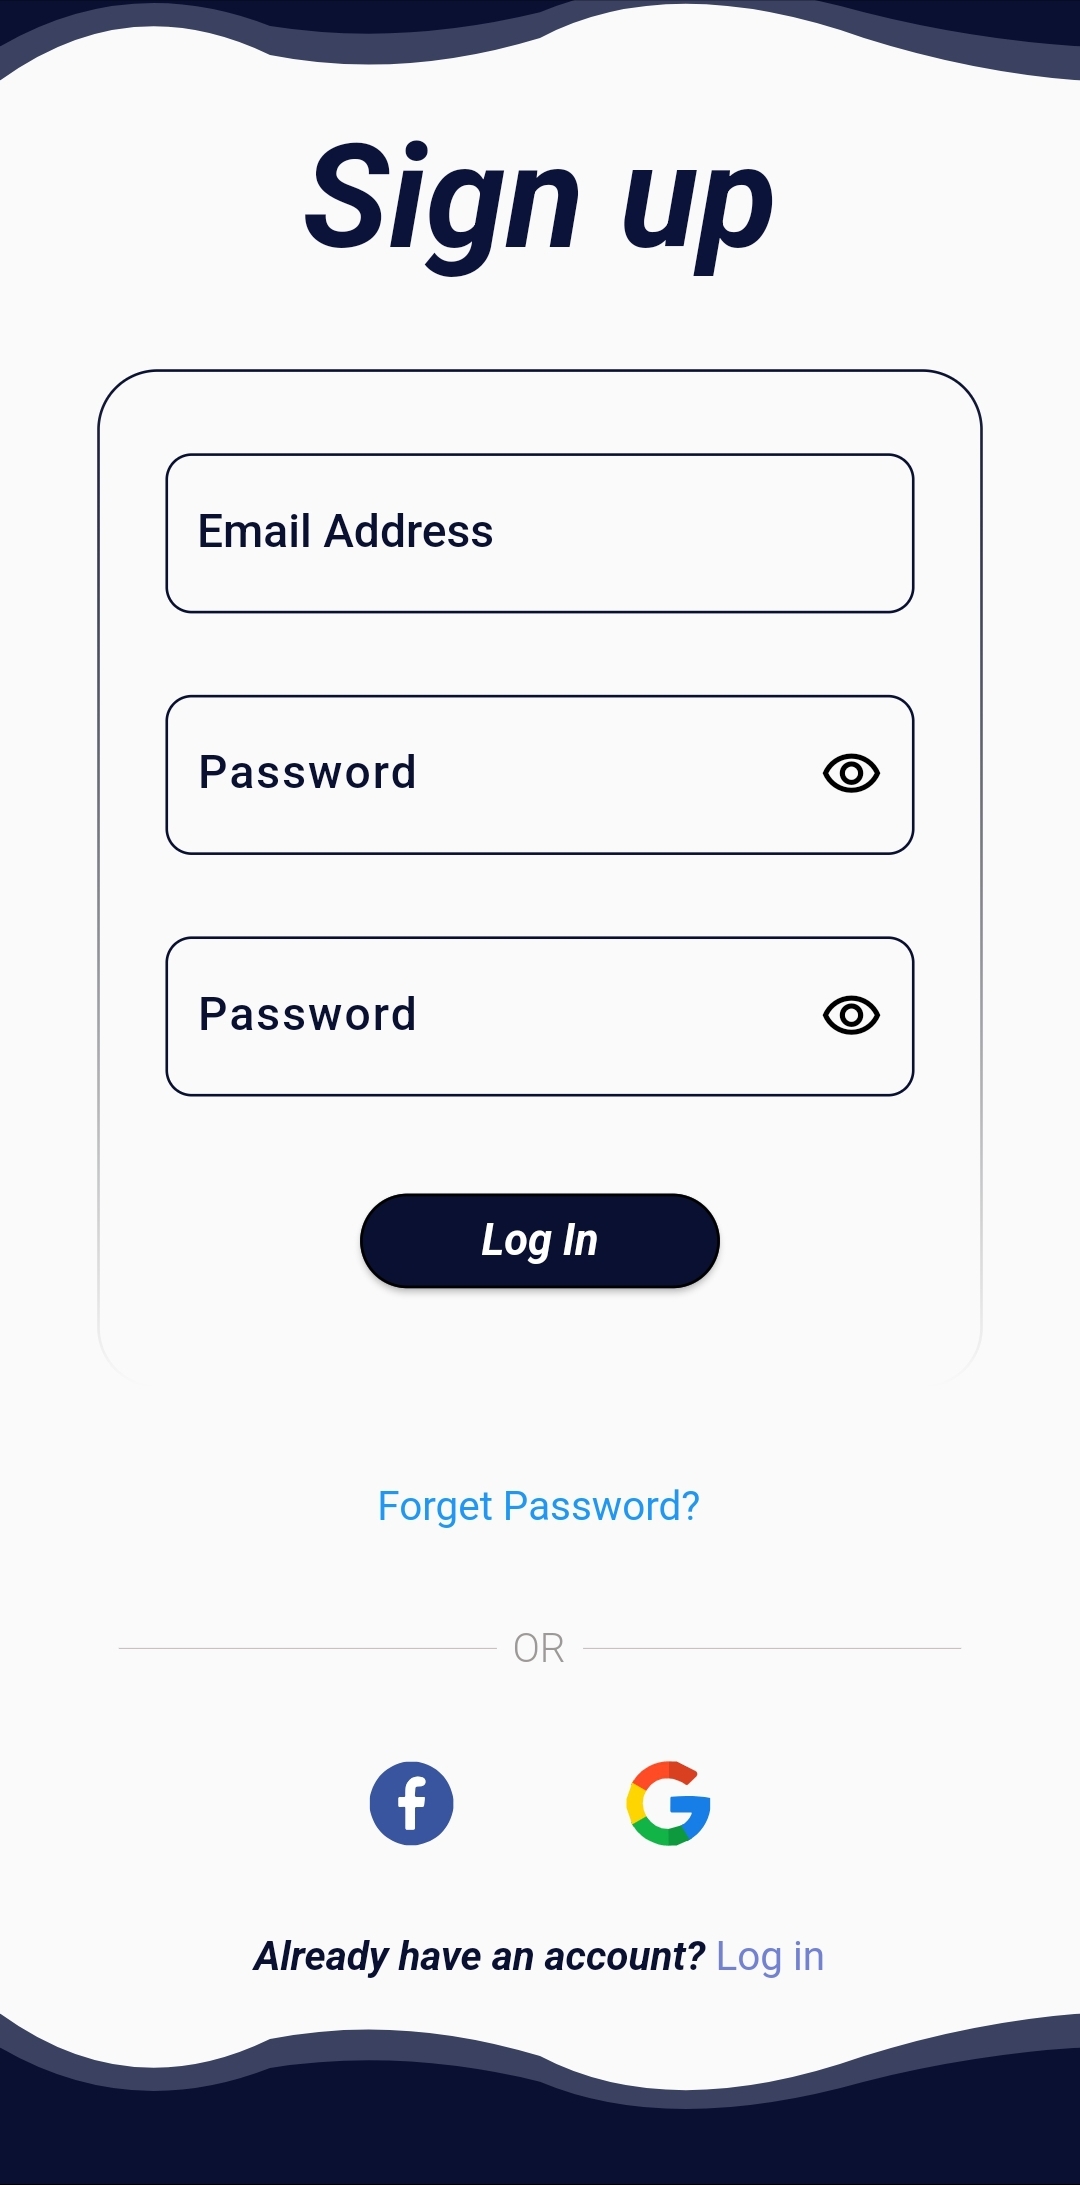 Sign up
Email Address
Password
Password
Log In
Forget Password?
OR
Already have an account? Log in